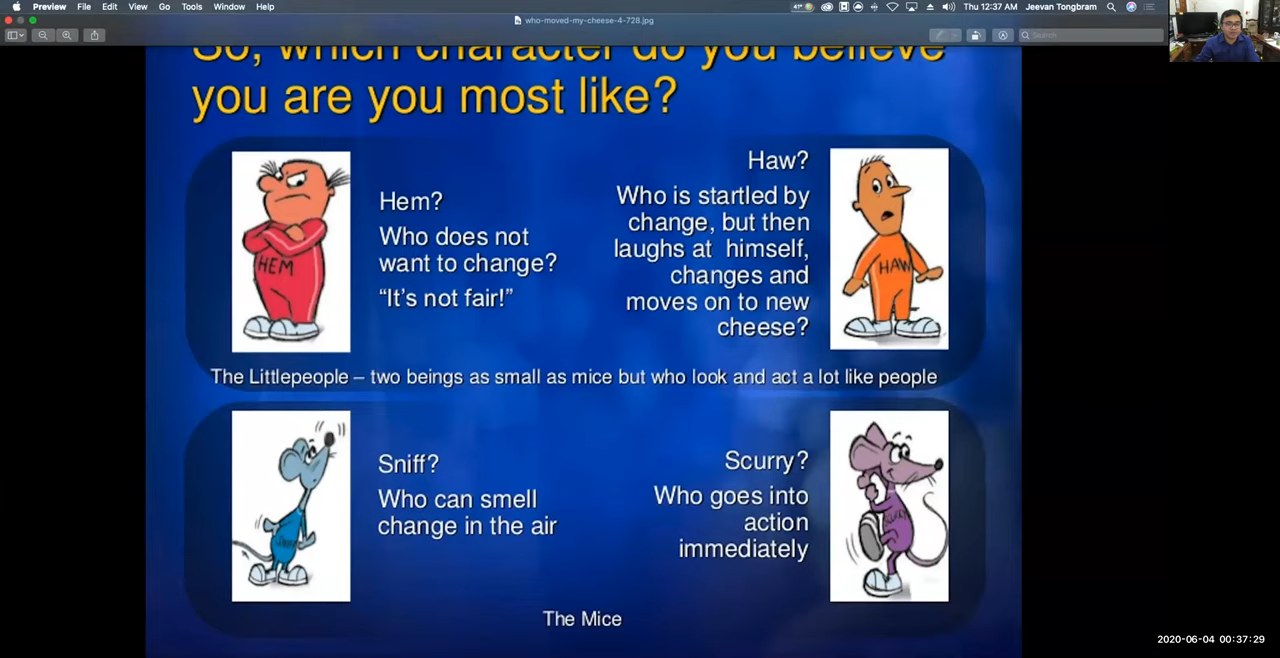 Preview File Edit View Go Tools Window Help
41° Thu 12:37 AM Jeevan Tongbram
who-moved-my-cheese-4-728.jpg
Search
So, which character do you believe
you are you most like?
Hem?
Who does not
want to change?
“It’s not fair!”
HEM
Haw?
Who is startled by
change, but then
laughs at himself,
changes and
moves on to new
cheese?
HAW
The Littlepeople – two beings as small as mice but who look and act a lot like people
Sniff?
Who can smell
change in the air
Scurry?
Who goes into
action
immediately
The Mice
2020-06-04 00:37:29